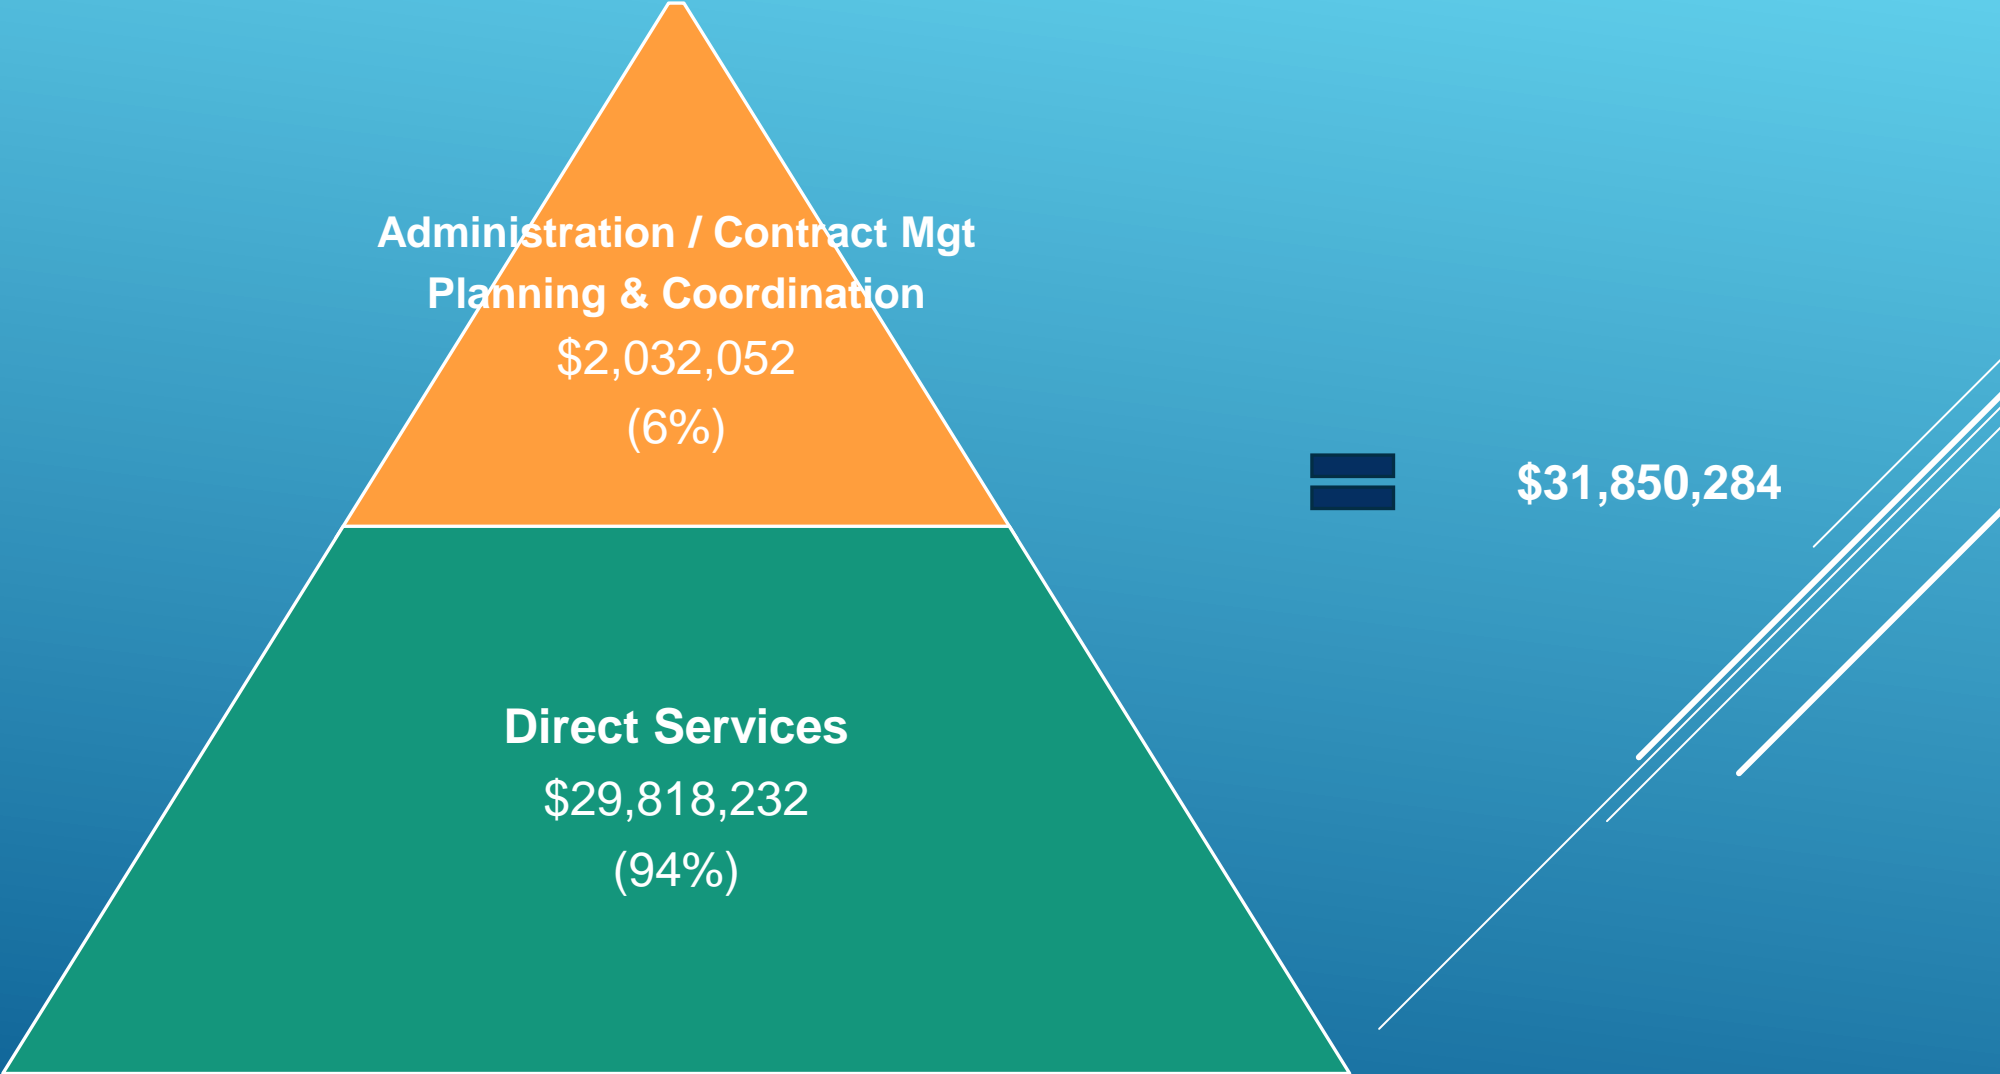 Administration / Contract Mgt
Planning & Coordination
$2,032,052
(6%)
$31,850,284
Direct Services
$29,818,232
(94%)